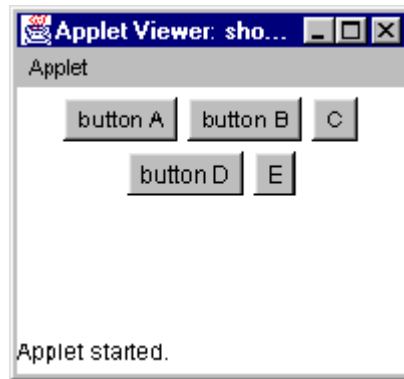 Applet Viewer: sho...
Applet
button A button B C
button D E
Applet started.